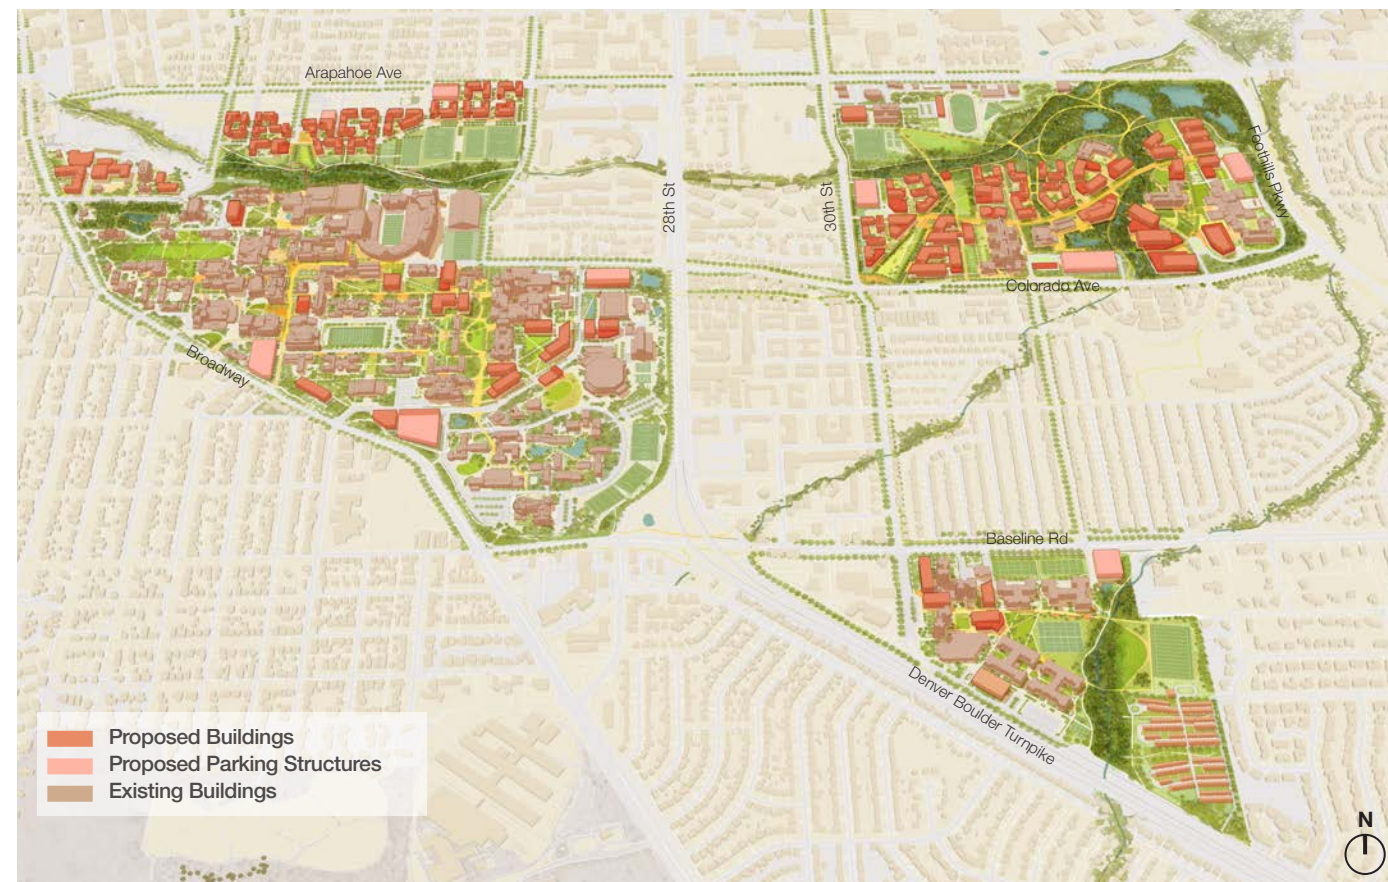 Arapahoe Ave
28th St
30th St
Foothills Pkwy
Colorado Ave
Broadway
Baseline Rd
Denver Boulder Turnpike
Proposed Buildings
Proposed Parking Structures
Existing Buildings
N